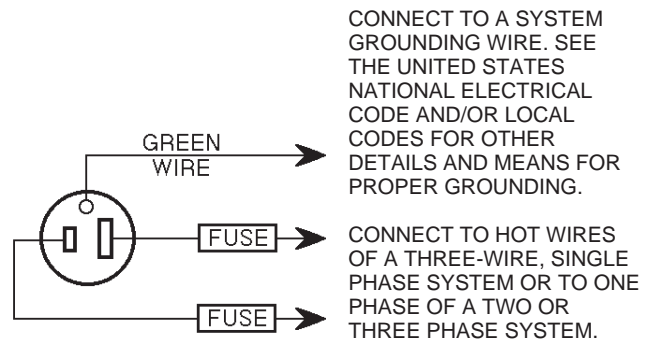 CONNECT TO A SYSTEM
GROUNDING WIRE. SEE
THE UNITED STATES
NATIONAL ELECTRICAL
CODE AND/OR LOCAL
CODES FOR OTHER
DETAILS AND MEANS FOR
PROPER GROUNDING.
GREEN
WIRE
FUSE
CONNECT TO HOT WIRES
OF A THREE-WIRE, SINGLE
PHASE SYSTEM OR TO ONE
PHASE OF A TWO OR
THREE PHASE SYSTEM.
FUSE